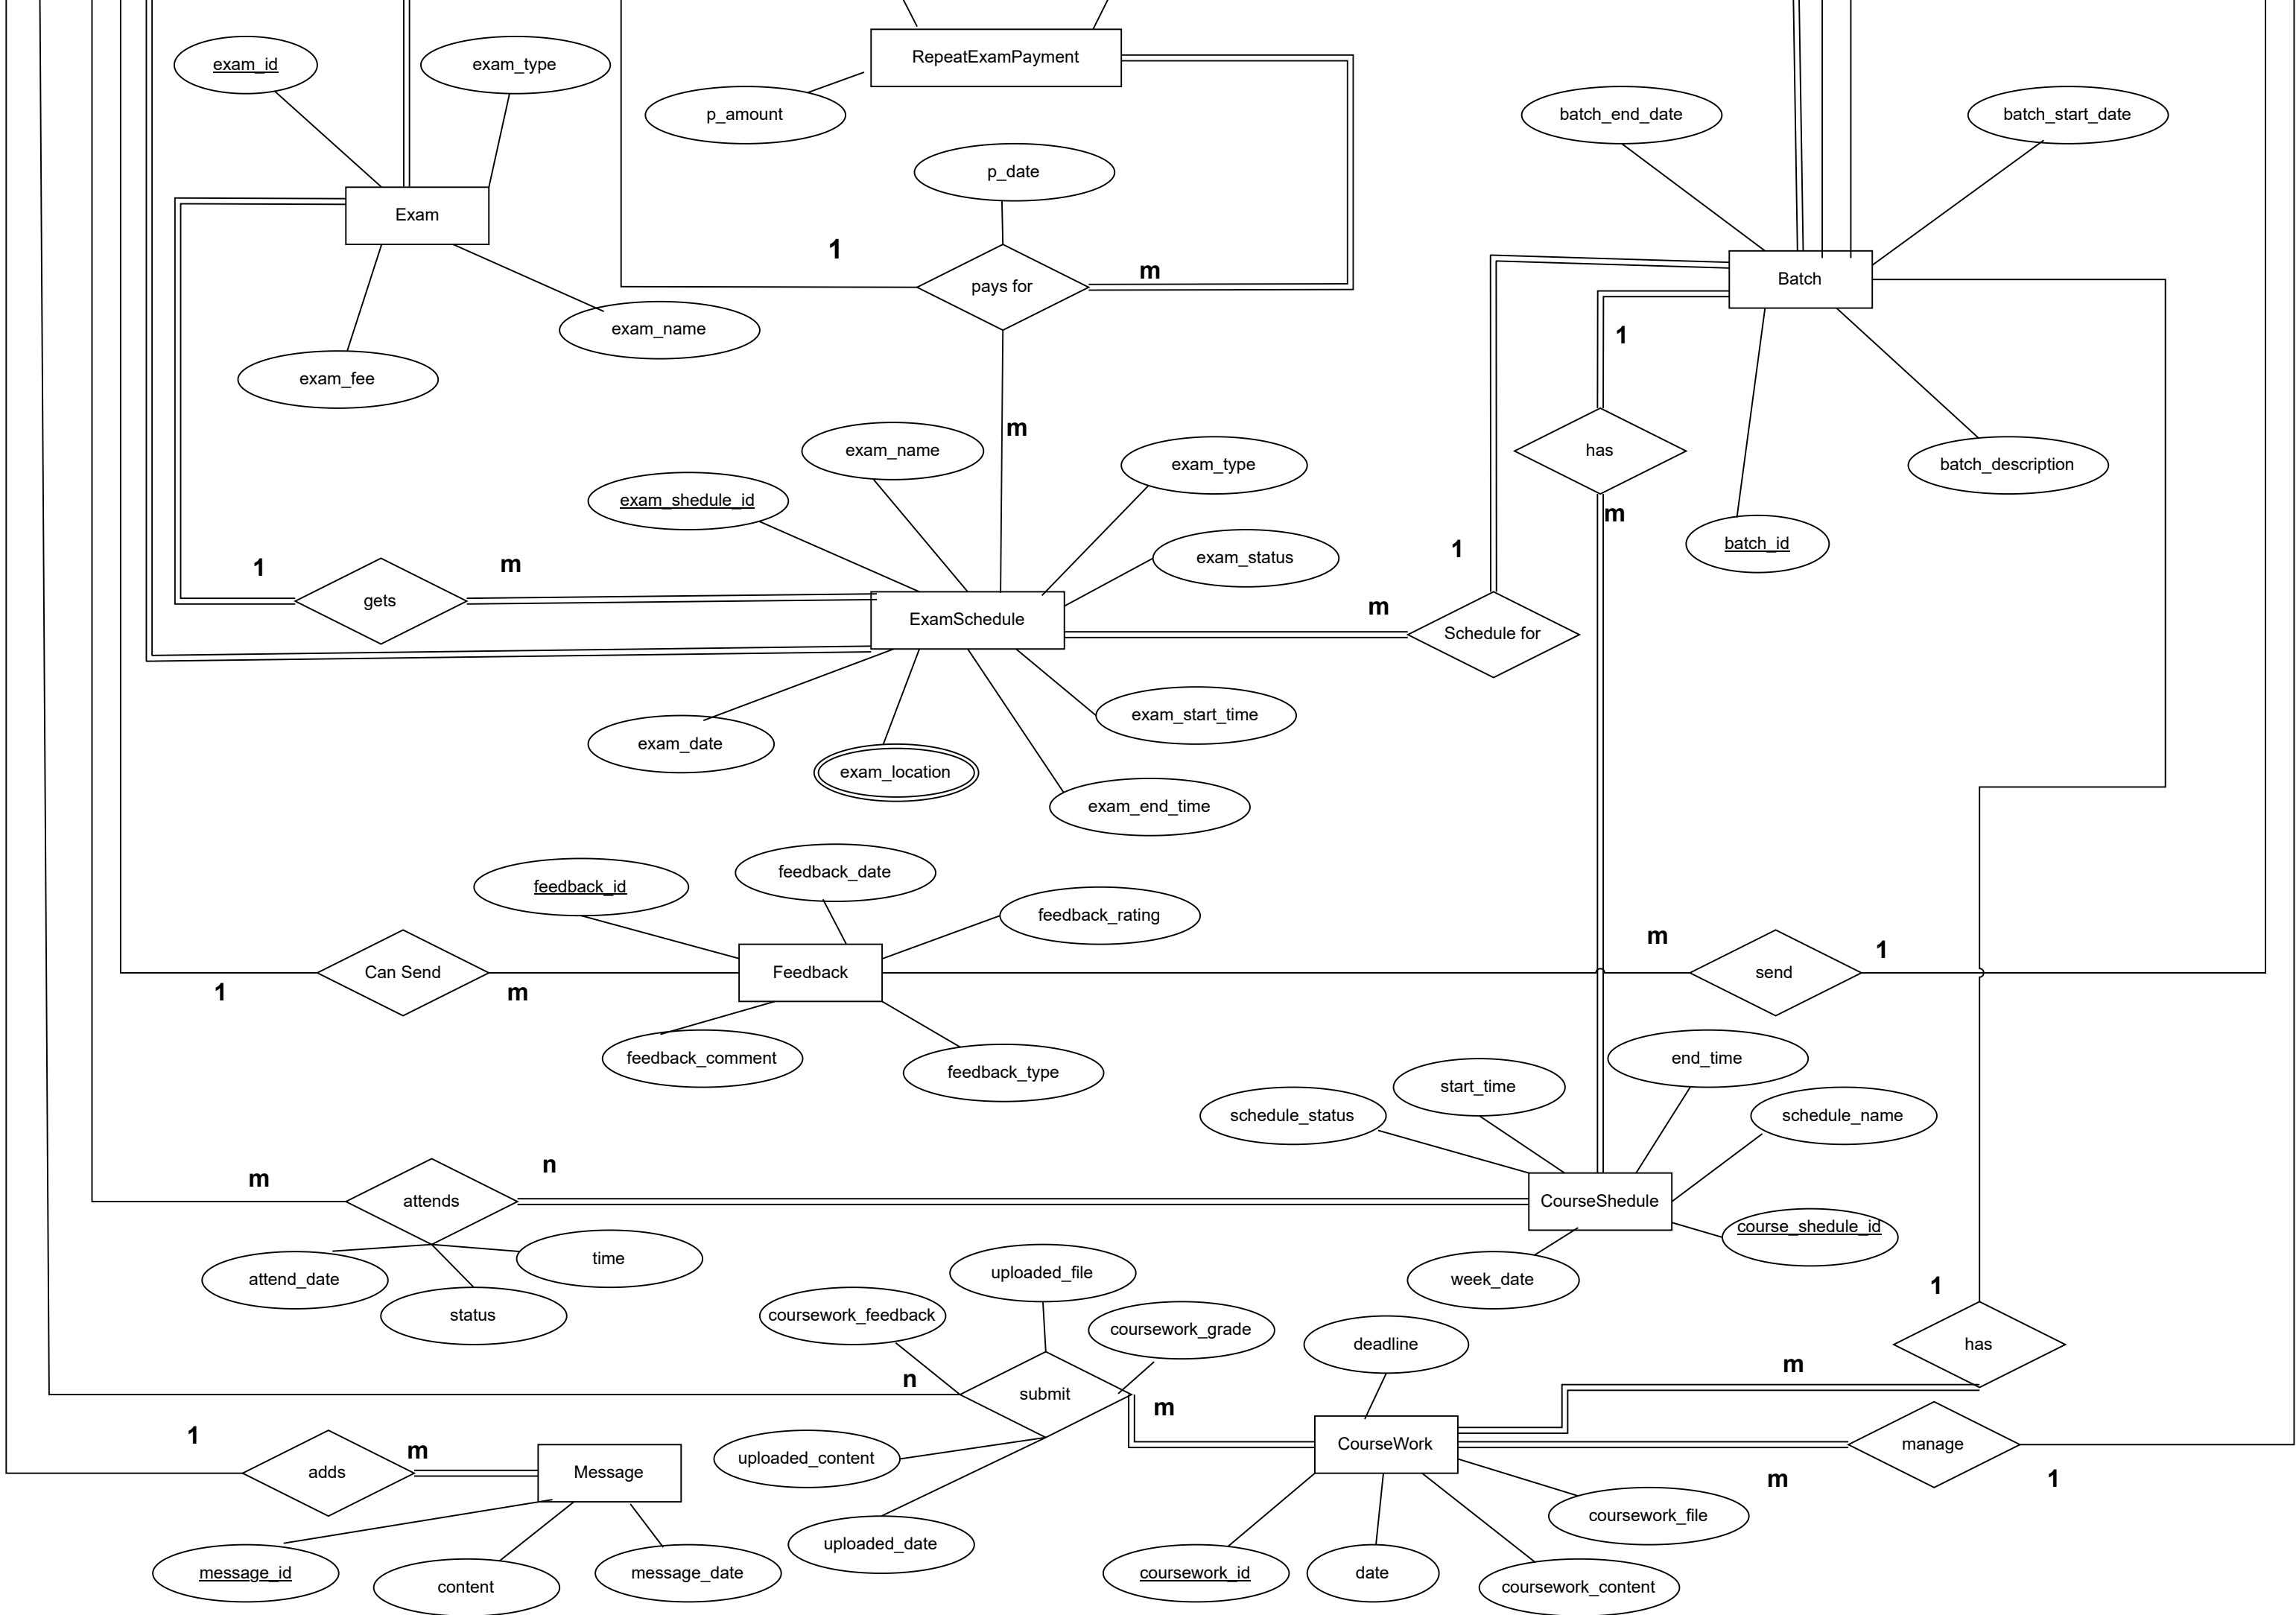 RepeatExamPayment
exam_id
exam_type
p_amount
batch_end_date
batch_start_date
p_date
Exam
1
pays for
m
Batch
exam_name
1
exam_fee
m
exam_name
exam_type
has
batch_description
exam_shedule_id
m
exam_status
1
batch_id
1
m
gets
ExamSchedule
m
Schedule for
exam_start_time
exam_date
exam_location
exam_end_time
feedback_date
feedback_id
feedback_rating
m
1
Can Send
Feedback
send
1
m
feedback_comment
feedback_type
end_time
start_time
schedule_status
schedule_name
n
m
attends
CourseShedule
course_shedule_id
time
attend_date
uploaded_file
week_date
1
status
coursework_feedback
coursework_grade
deadline
has
m
n
submit
m
1
m
adds
Message
uploaded_content
CourseWork
manage
m
1
coursework_file
uploaded_date
message_id
content
message_date
coursework_id
date
coursework_content